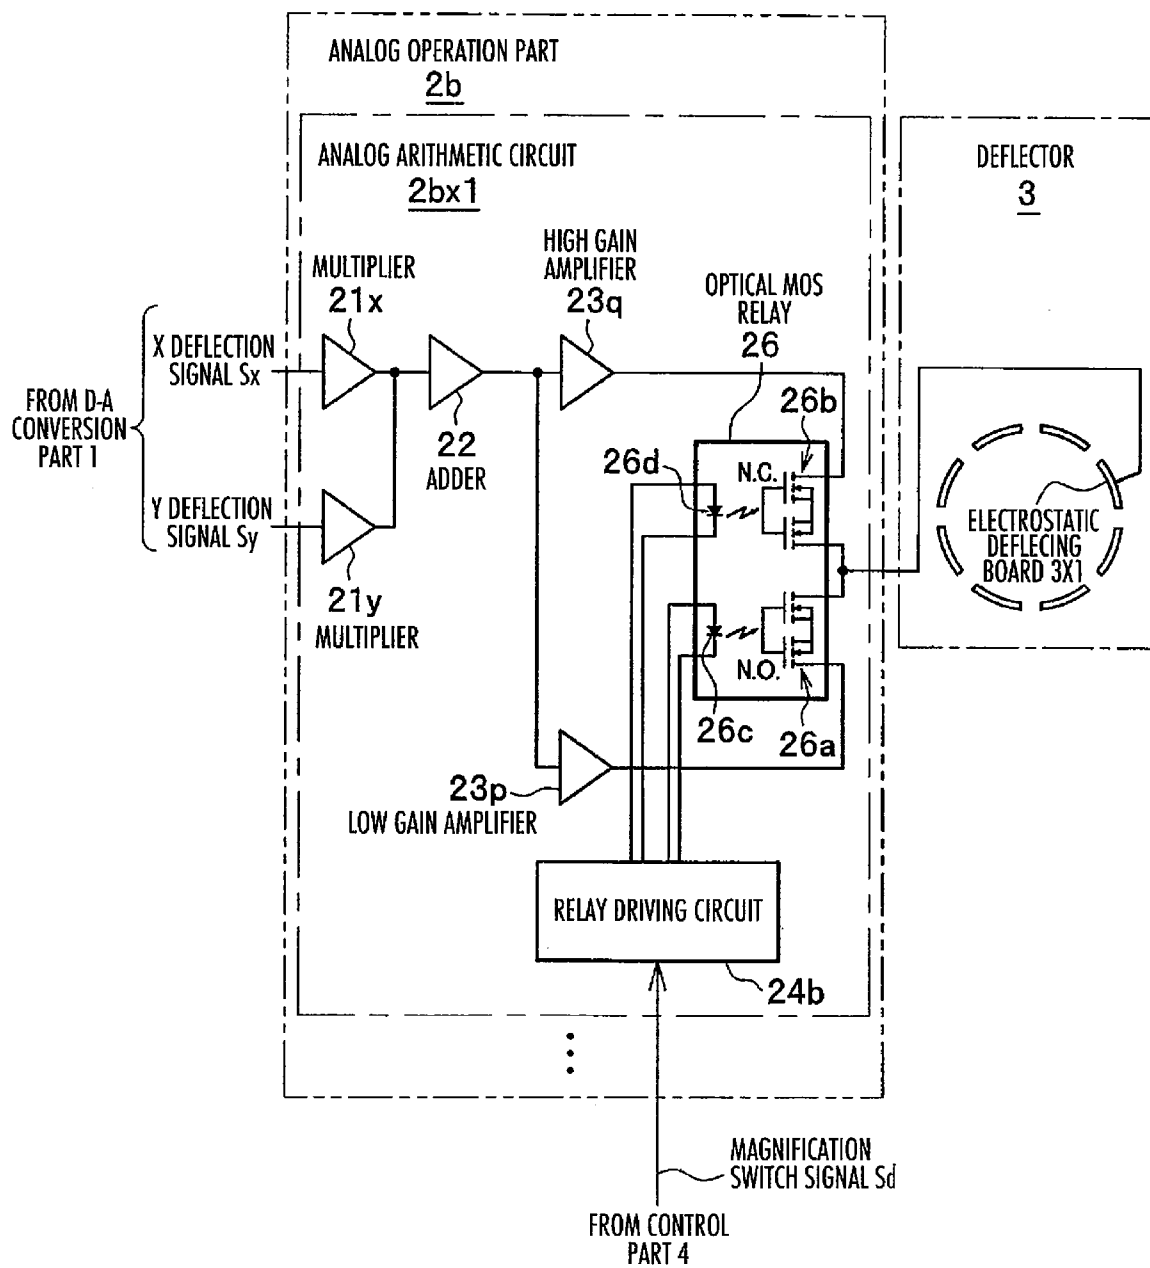 ANALOG OPERATION PART
2b
ANALOG ARITHMETIC CIRCUIT
2bx1
DEFLECTOR
3
MULTIPLIER
21x
HIGH GAIN
AMPLIFIER
23q
OPTICAL MOS
RELAY
26
X DEFLECTION
SIGNAL Sx
FROM D-A
CONVERSION
PART 1
Y DEFLECTION
SIGNAL Sy
22
ADDER
21y
MULTIPLIER
26b
26d
N.C.
N.O.
26c
26a
ELECTROSTATIC
DEFLECING
BOARD 3X1
23p
LOW GAIN AMPLIFIER
RELAY DRIVING CIRCUIT
24b
MAGNIFICATION
SWITCH SIGNAL Sd
FROM CONTROL
PART 4